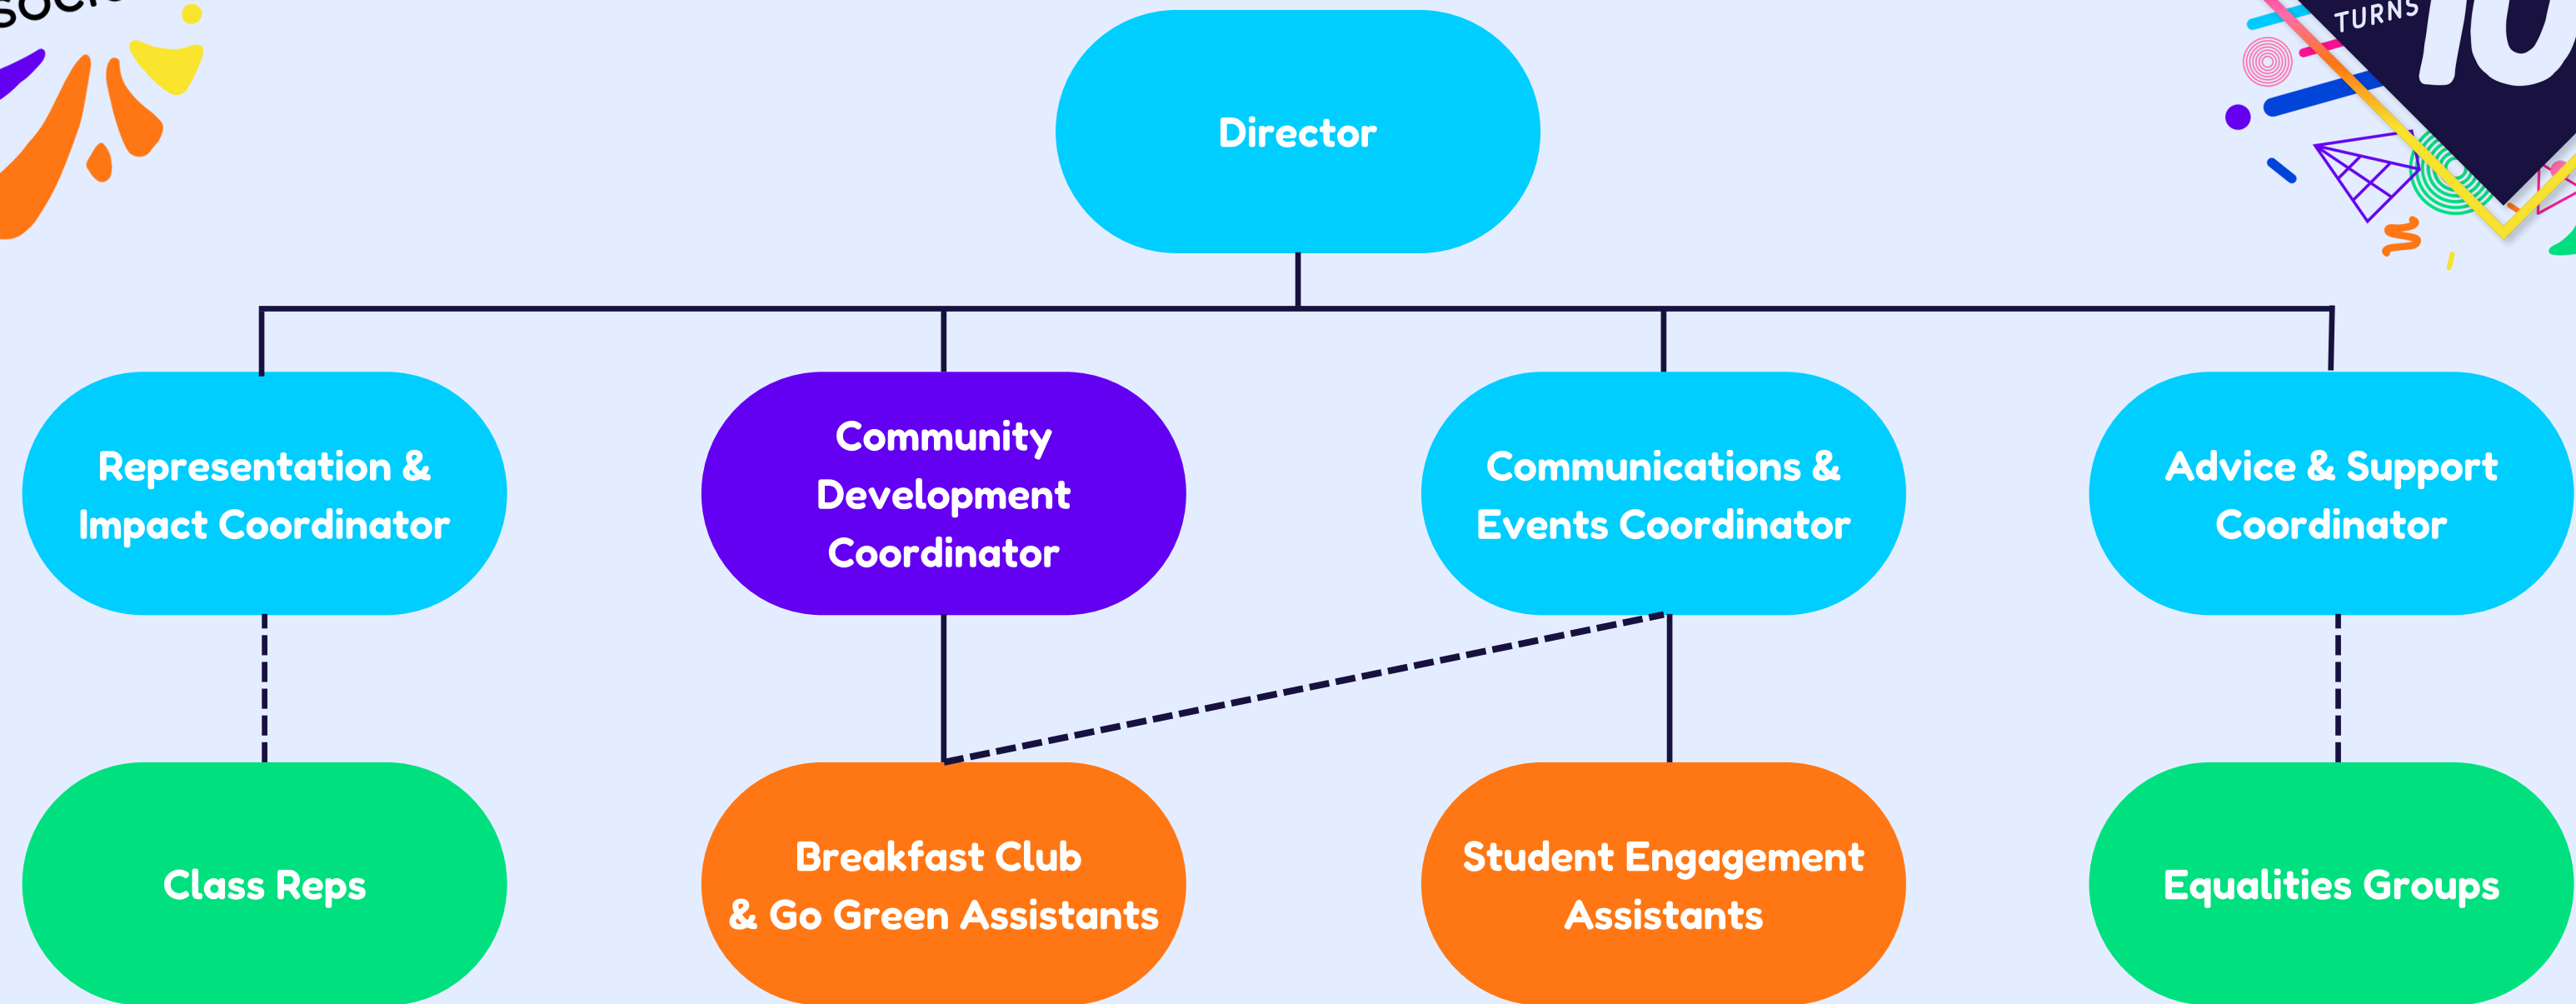 TURNS
10
Director
Representation &
Impact Coordinator
Community
Development
Coordinator
Communications &
Events Coordinator
Advice & Support
Coordinator
Class Reps
Breakfast Club
& Go Green Assistants
Student Engagement
Assistants
Equalities Groups